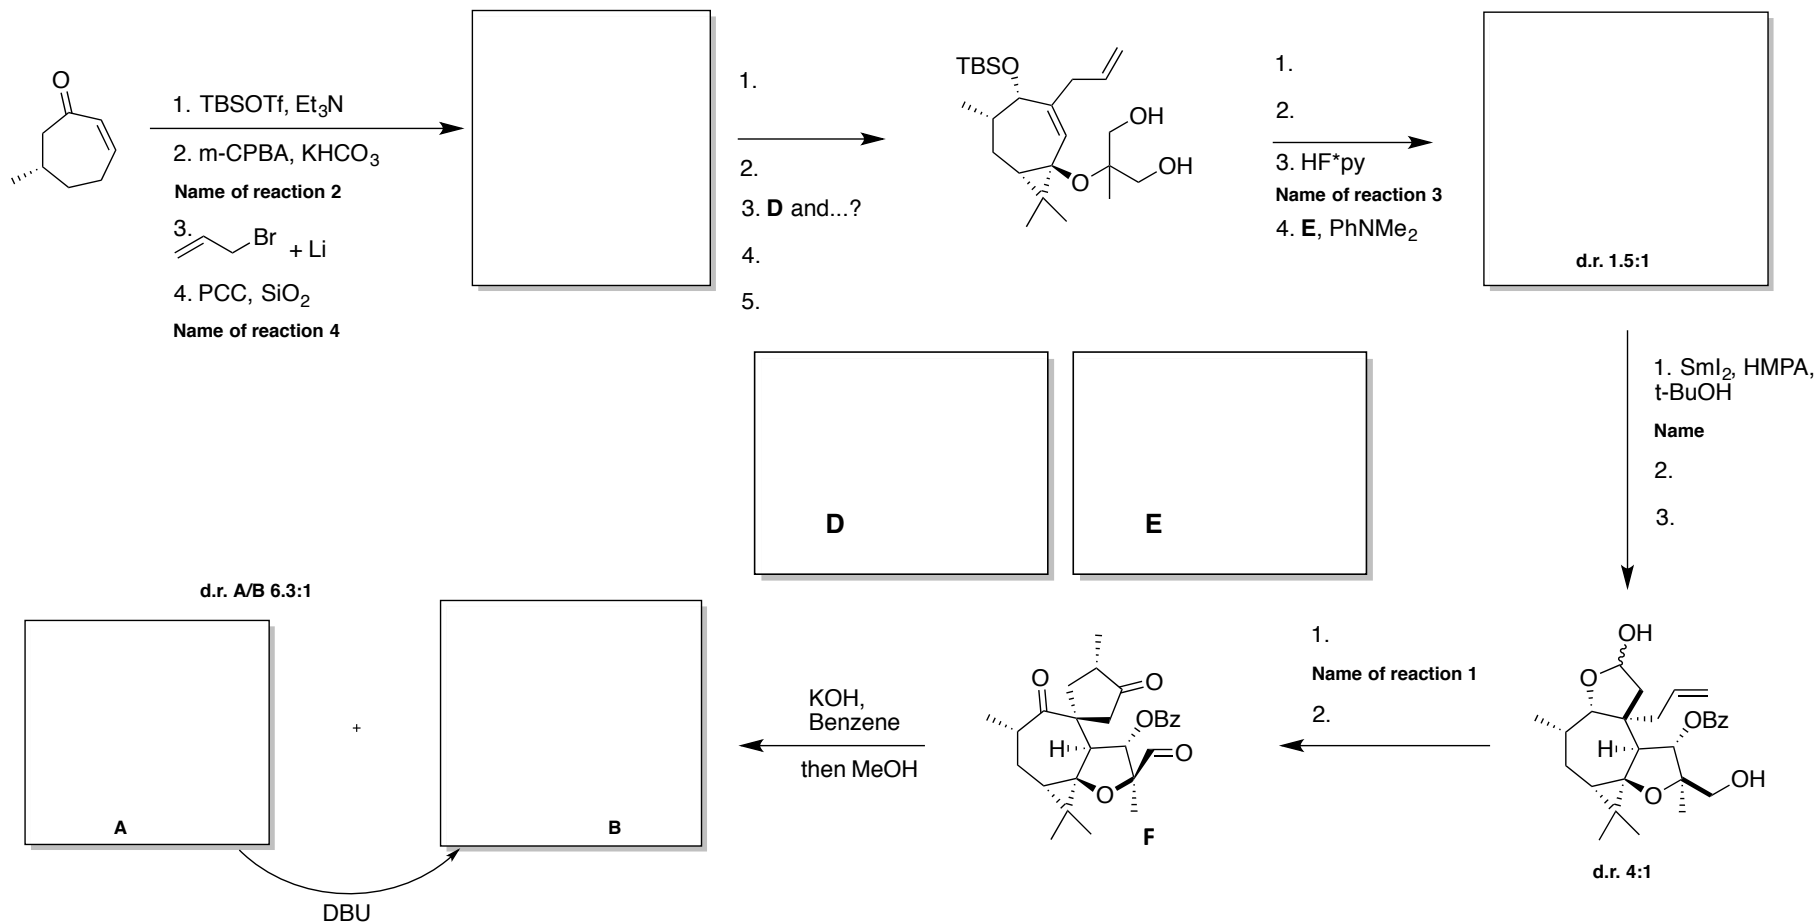 O
1. TBSOTf, Et3N
2. m-CPBA, KHCO3
Name of reaction 2
3.
Br
+ Li
4. PCC, SiO2
Name of reaction 4
1.
2.
3. D and...?
4.
5.
TBSO
OH
OH
O
1.
2.
3. HF*py
Name of reaction 3
4. E, PhNMe2
d.r. 1.5:1
1. SmI2, HMPA,
t-BuOH
Name
2.
3.
D
E
OH
O
OBz
H
OH
O
d.r. 4:1
1.
Name of reaction 1
2.
O
O
OBz
H
O
O
F
KOH,
Benzene
then MeOH
d.r. A/B 6.3:1
A
+
B
DBU